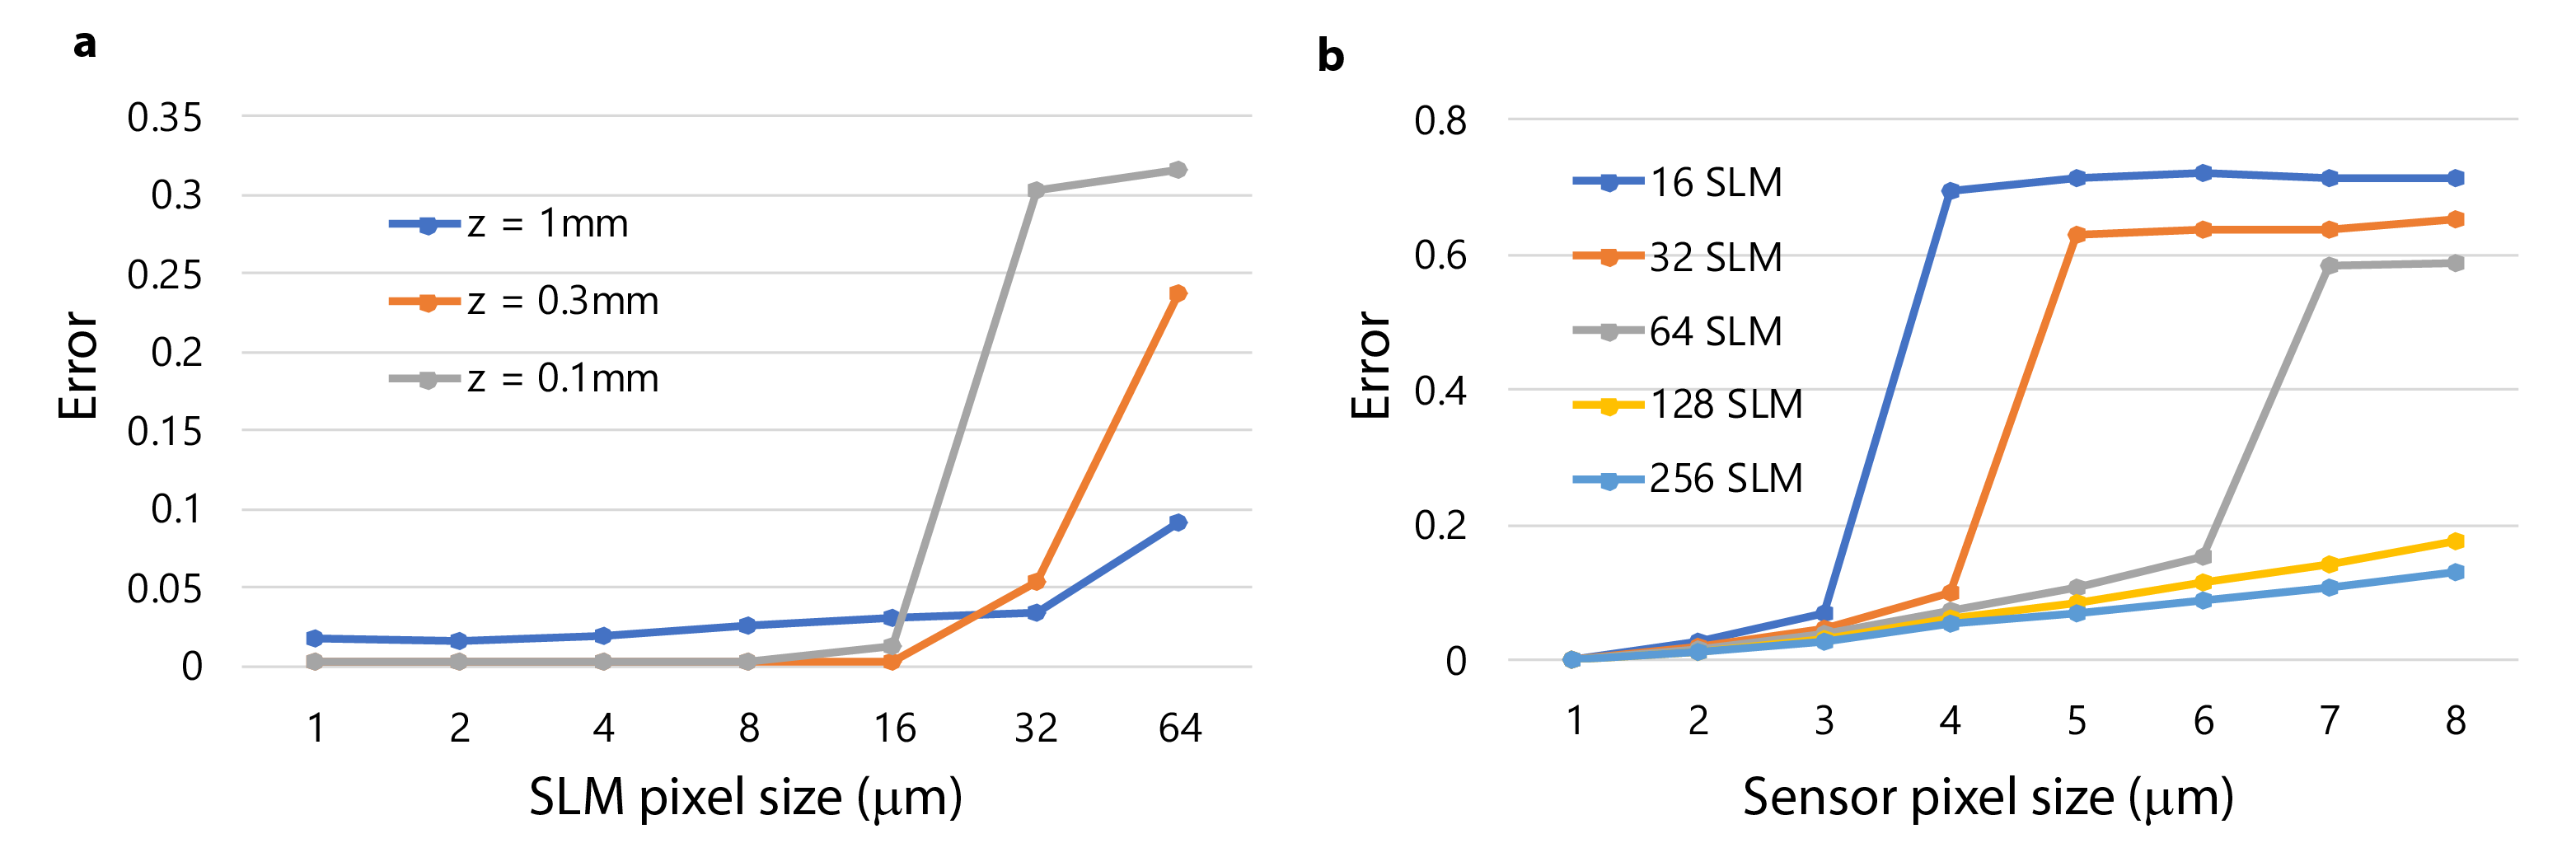 a
0.35
0.3
0.25
0.2
0.15
0.1
0.05
0
Error
z = 1mm
z = 0.3mm
z = 0.1mm
1 2 4 8 16 32 64
SLM pixel size (μm)
b
0.8
0.6
0.4
0.2
0
Error
16 SLM
32 SLM
64 SLM
128 SLM
256 SLM
1 2 3 4 5 6 7 8
Sensor pixel size (μm)